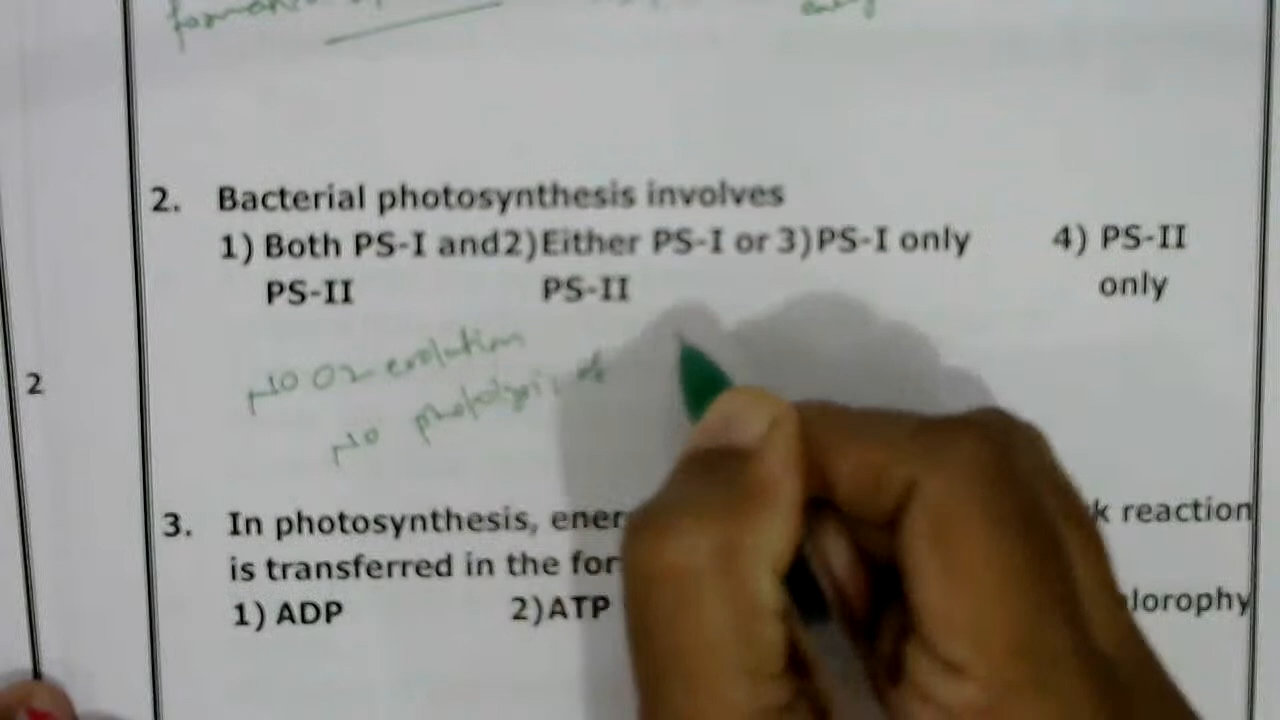 2. Bacterial photosynthesis involves
1) Both PS-I and 2) Either PS-I or 3) PS-I only 4) PS-II
PS-II PS-II only
No O2 evolution
No photolysis of
2
3. In photosynthesis, ener k reaction
is transferred in the for
1) ADP 2) ATP lorophy